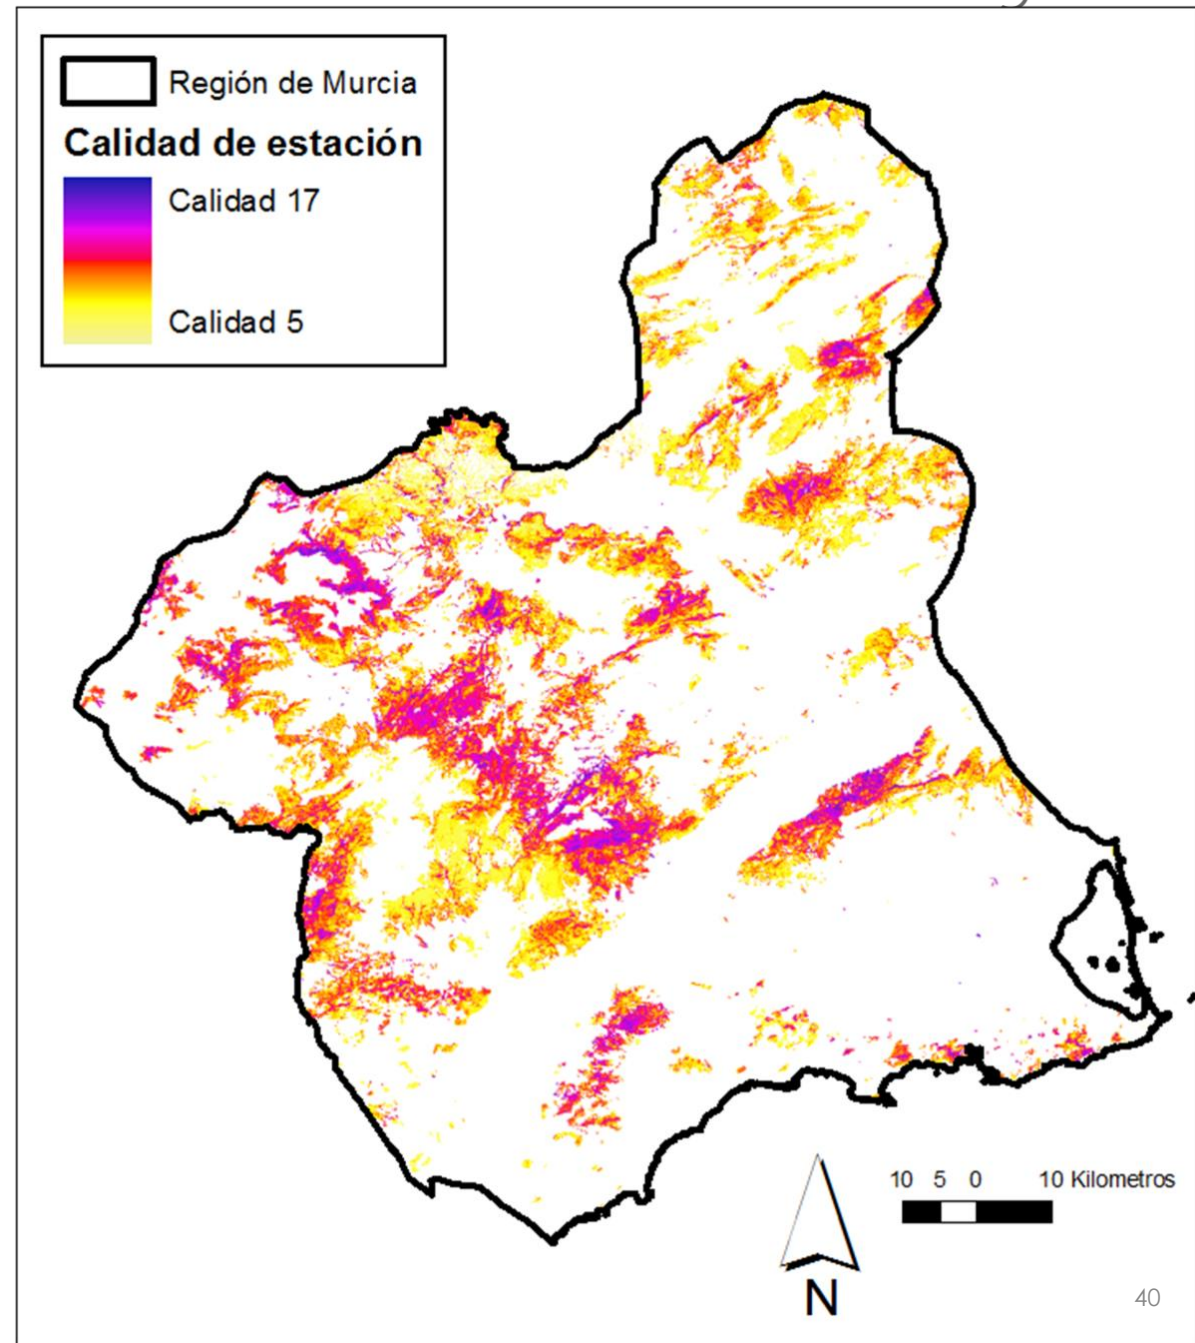 Región de Murcia
Calidad de estación
Calidad 17
Calidad 5
10 5 0 10 Kilometros
N
40